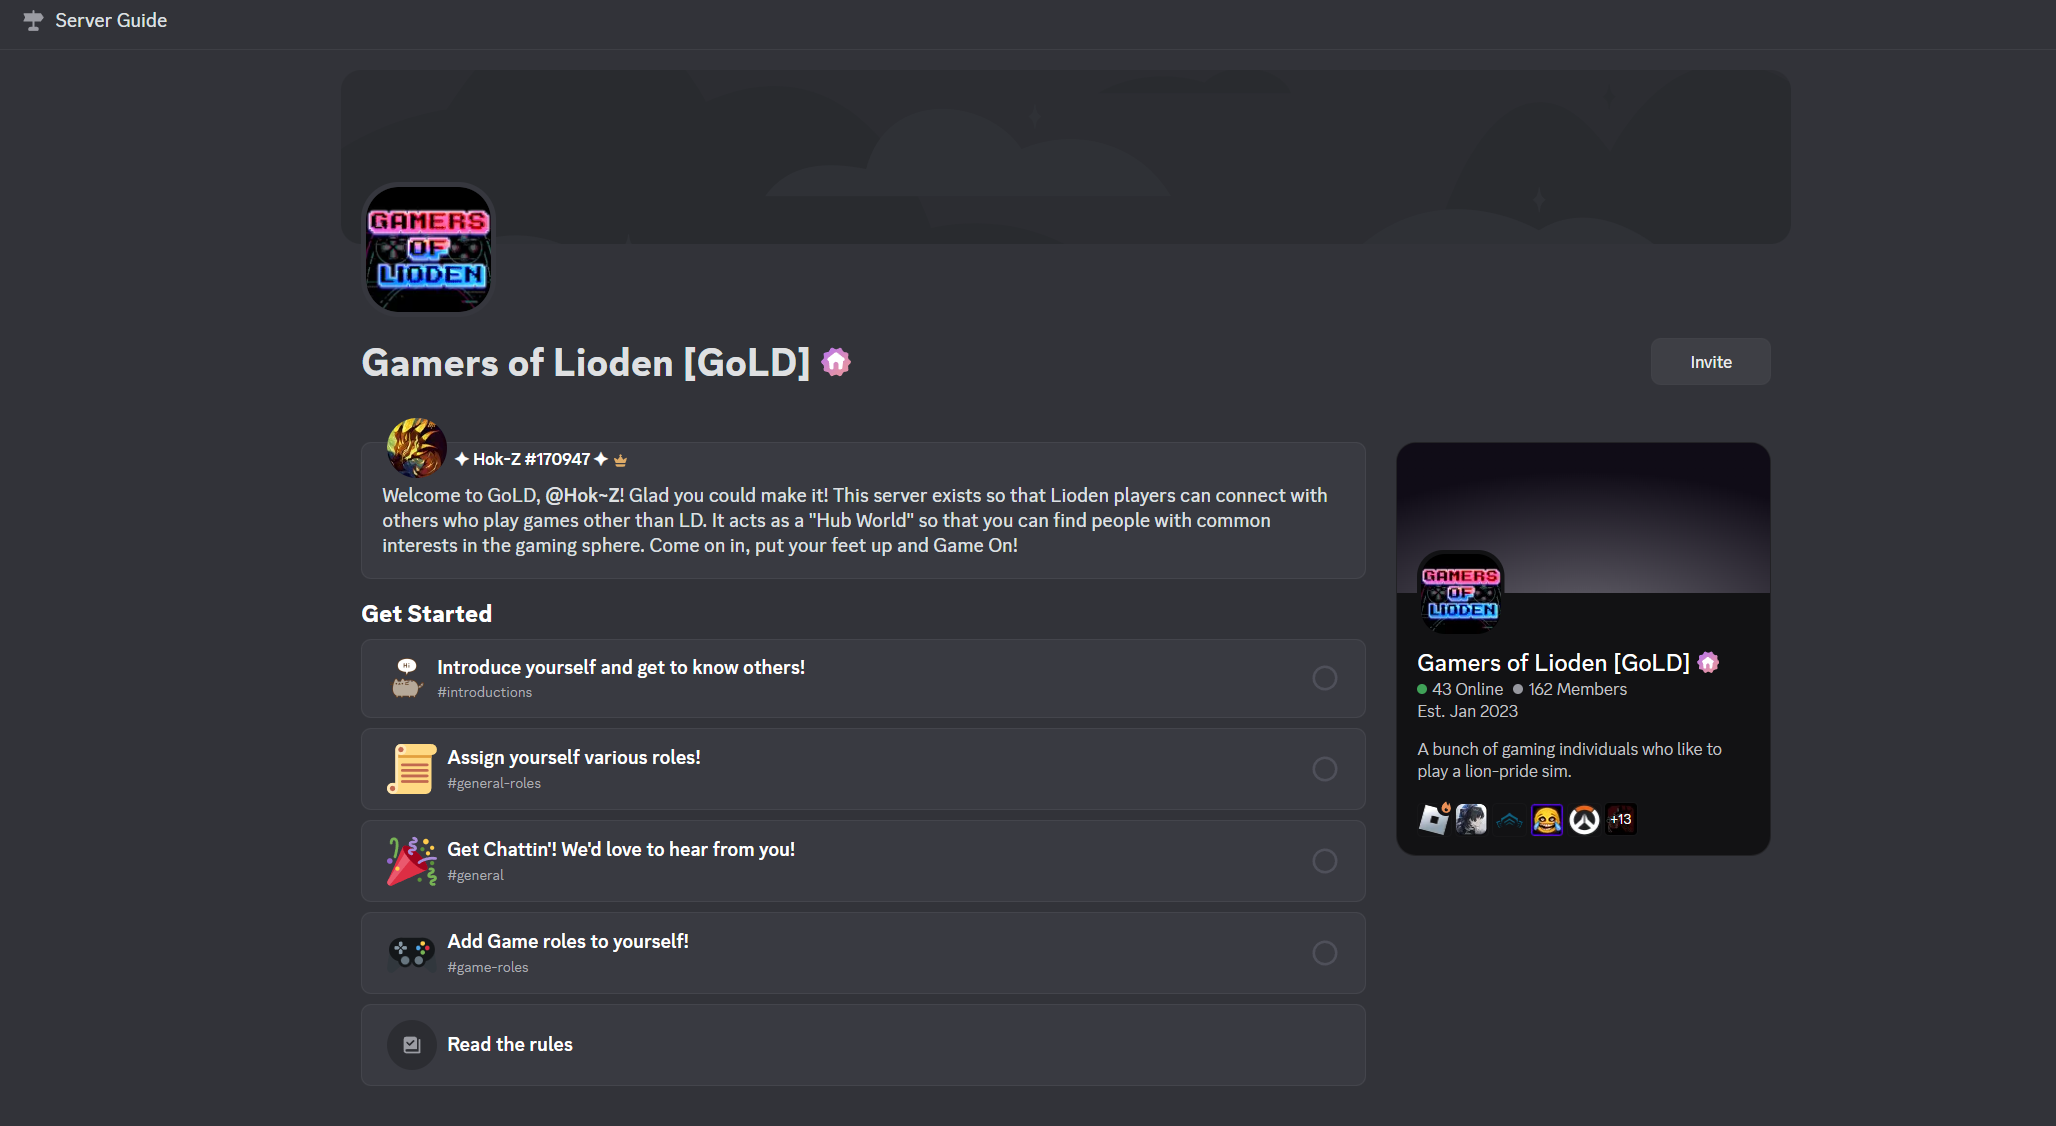 Server Guide
GAMERS
OF
LIODEN
Gamers of Lioden [GoLD]
Invite
✦ Hok-Z #170947 ✦
Welcome to GoLD, @Hok~Z! Glad you could make it! This server exists so that Lioden players can connect with
others who play games other than LD. It acts as a "Hub World" so that you can find people with common
interests in the gaming sphere. Come on in, put your feet up and Game On!
Get Started
Hi
Introduce yourself and get to know others!
#introductions
Assign yourself various roles!
#general-roles
Get Chattin'! We'd love to hear from you!
#general
Add Game roles to yourself!
#game-roles
Read the rules
GAMERS
OF
LIODEN
Gamers of Lioden [GoLD]
43 Online 162 Members
Est. Jan 2023
A bunch of gaming individuals who like to
play a lion-pride sim.
+13